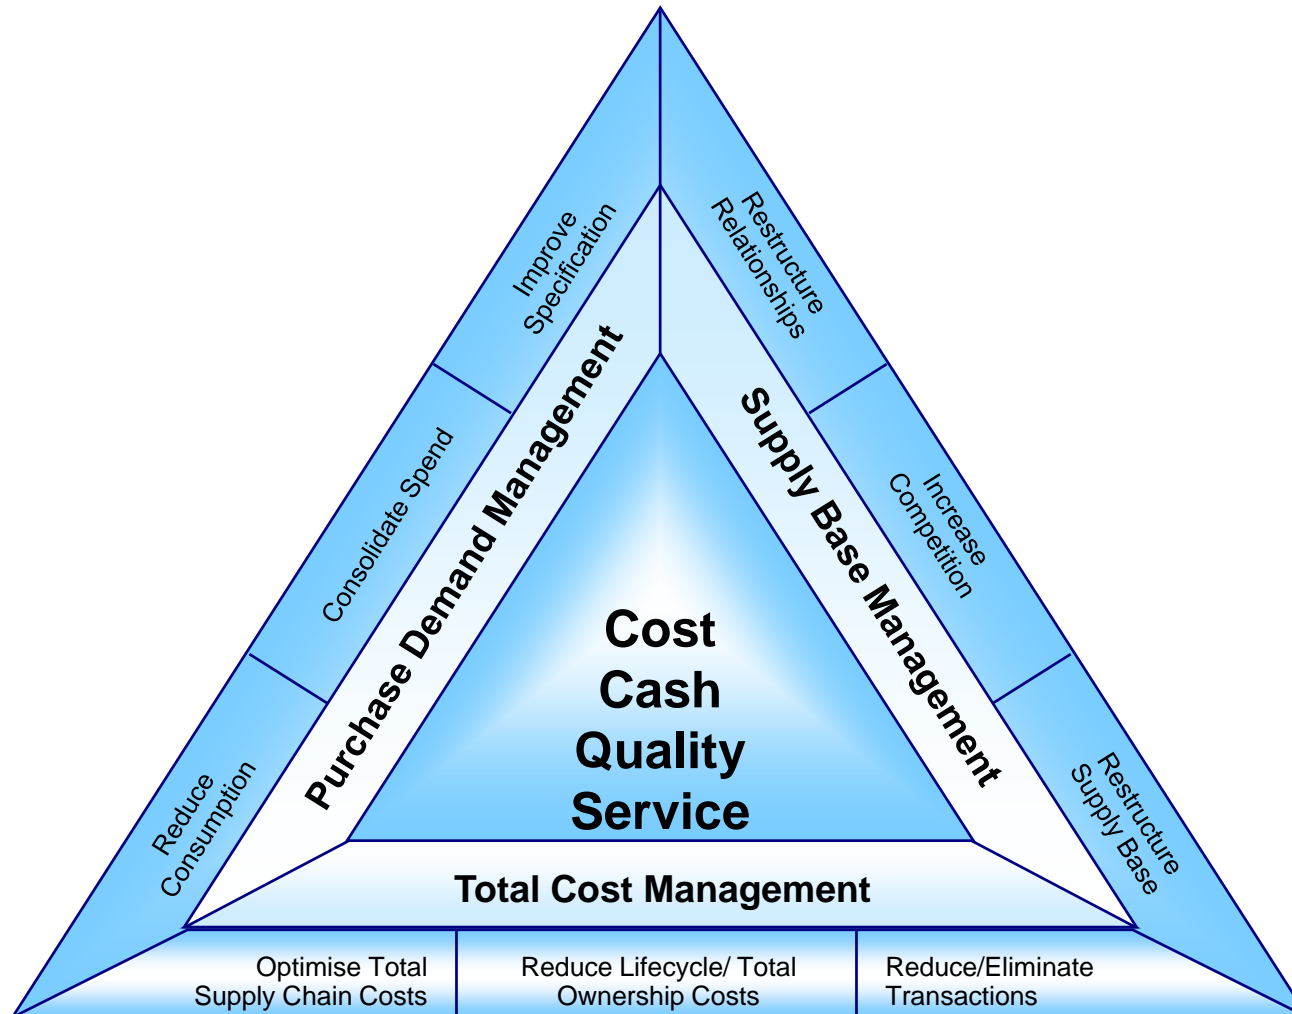 Improve
Specification
Restructure
Relationships
Consolidate Spend
Increase
Competition
Reduce
Consumption
Restructure
Supply Base
Purchase Demand Management
Supply Base Management
Cost
Cash
Quality
Service
Total Cost Management
Optimise Total
Supply Chain Costs
Reduce Lifecycle/ Total
Ownership Costs
Reduce/Eliminate
Transactions